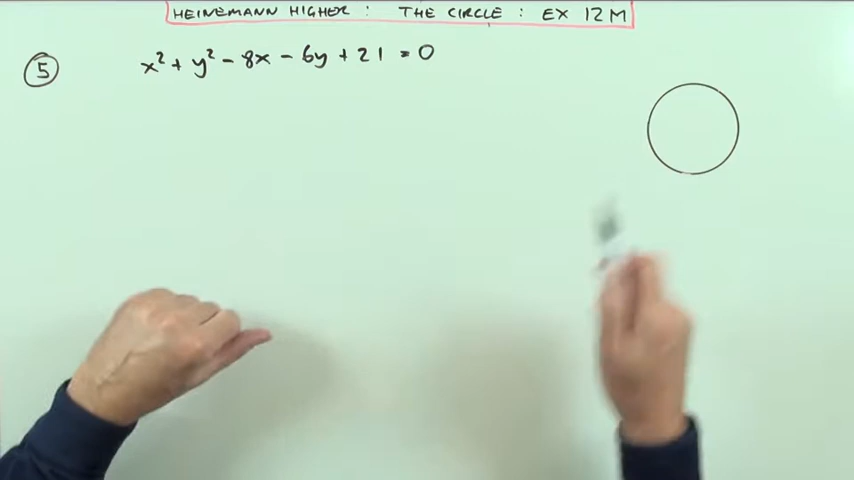 HEINEMANN HIGHER : THE CIRCLE : EX 12M
5 x² + y² - 8x - 6y + 21 = 0